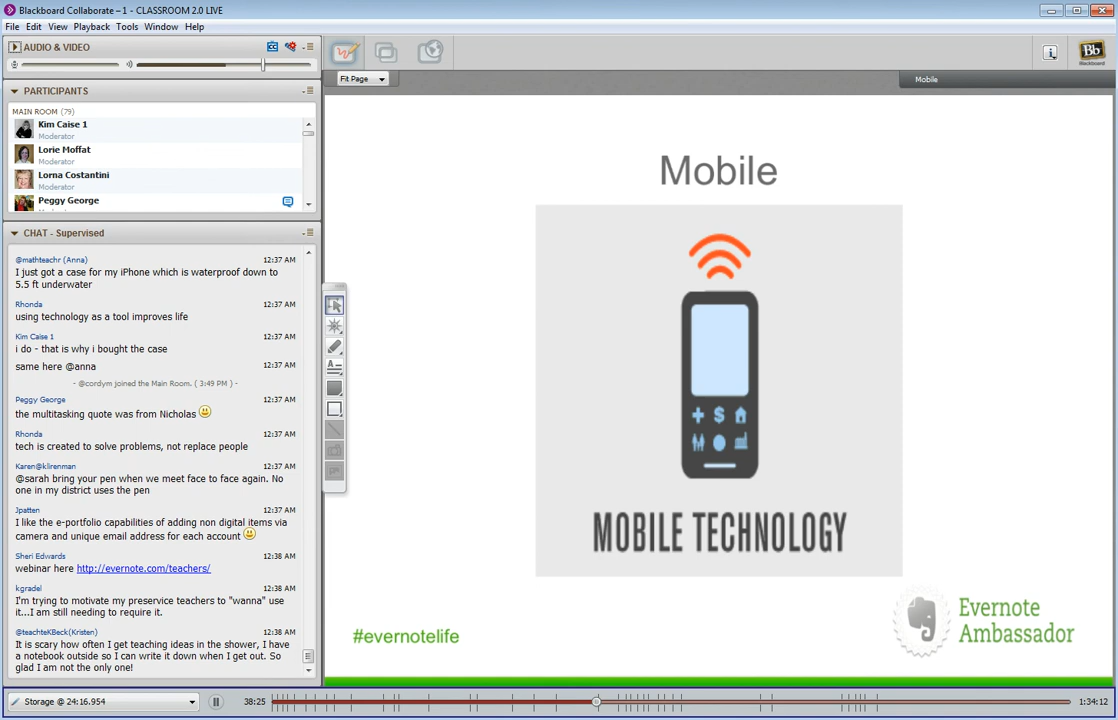 Blackboard Collaborate – 1 - CLASSROOM 2.0 LIVE
File Edit View Playback Tools Window Help
AUDIO & VIDEO
PARTICIPANTS
MAIN ROOM (79)
Kim Caise 1
Moderator
Lorie Moffat
Moderator
Lorna Costantini
Moderator
Peggy George
CHAT - Supervised
@mathteachr (Anna) 12:37 AM
I just got a case for my iPhone which is waterproof down to
5.5 ft underwater
Rhonda 12:37 AM
using technology as a tool improves life
Kim Caise 1 12:37 AM
i do - that is why i bought the case
same here @anna 12:37 AM
- @cordym joined the Main Room. ( 3:49 PM ) -
Peggy George 12:37 AM
the multitasking quote was from Nicholas
Rhonda 12:37 AM
tech is created to solve problems, not replace people
Karen@klirenman 12:37 AM
@sarah bring your pen when we meet face to face again. No
one in my district uses the pen
Jpatten 12:37 AM
I like the e-portfolio capabilities of adding non digital items via
camera and unique email address for each account
Sheri Edwards 12:38 AM
webinar here http://evernote.com/teachers/
kgradel 12:38 AM
I'm trying to motivate my preservice teachers to "wanna" use
it...I am still needing to require it.
@teachteKBeck(Kristen) 12:38 AM
It is scary how often I get teaching ideas in the shower, I have
a notebook outside so I can write it down when I get out. So
glad I am not the only one!
Storage @ 24:16.954
38:25
1:34:12
Fit Page
Mobile
Bb
Blackboard
Mobile
MOBILE TECHNOLOGY
#evernotelife
Evernote
Ambassador